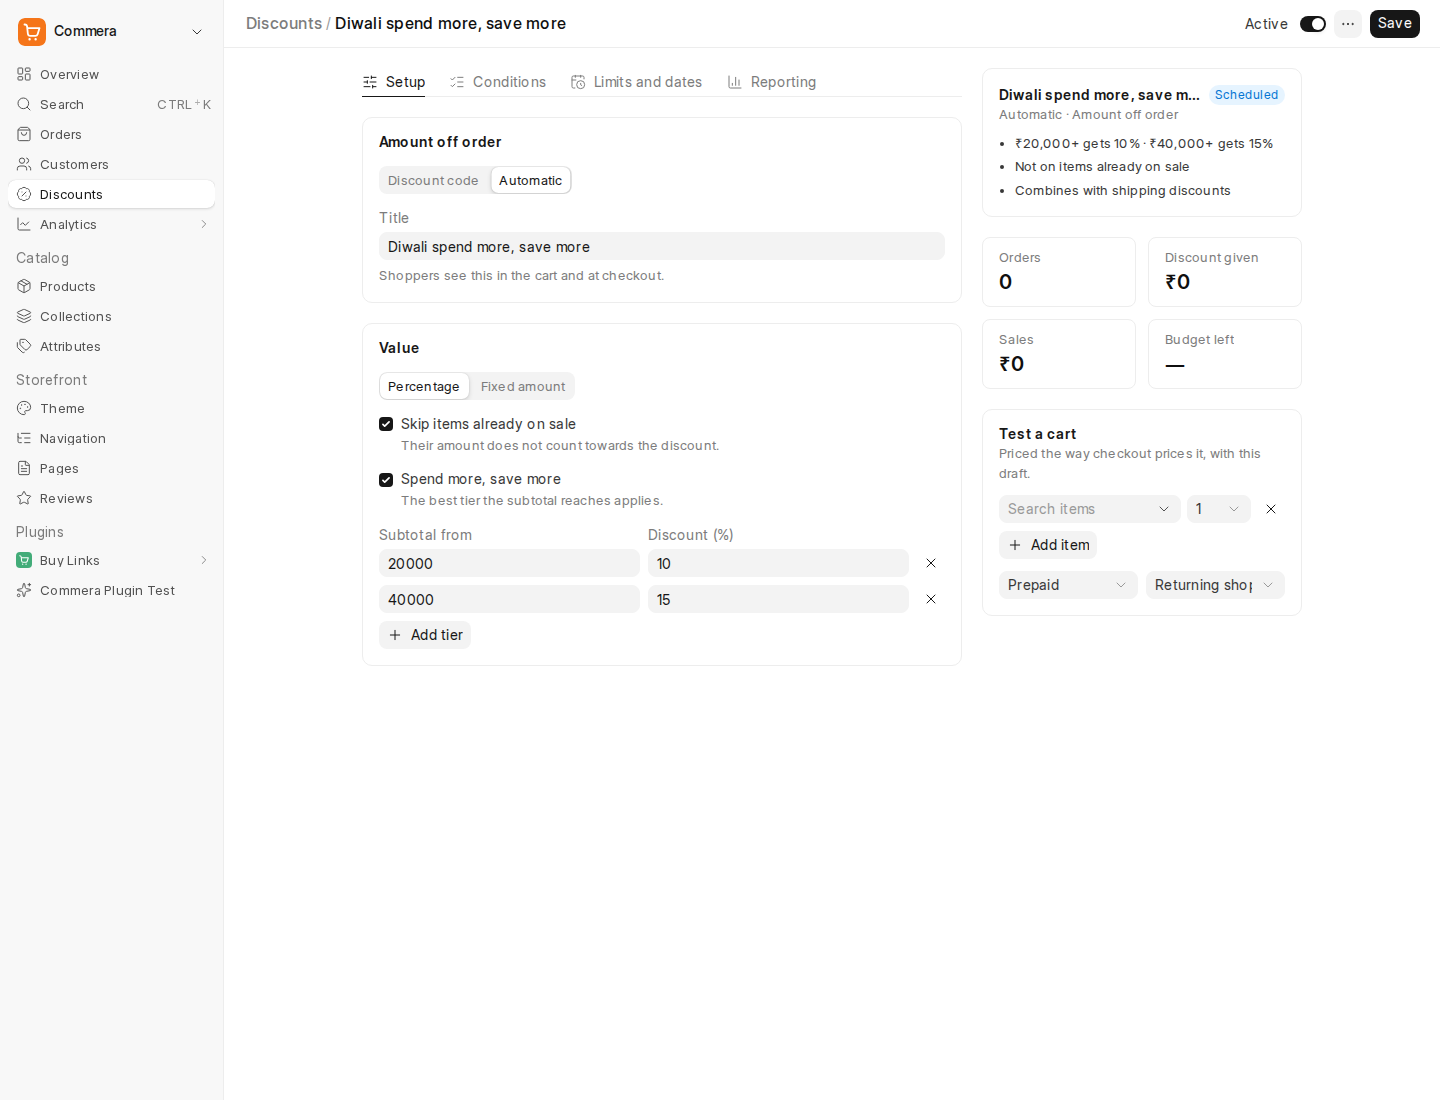 Commera
Overview
Search CTRL + K
Orders
Customers
Discounts
Analytics
Catalog
Products
Collections
Attributes
Storefront
Theme
Navigation
Pages
Reviews
Plugins
Buy Links
Commera Plugin Test
Discounts / Diwali spend more, save more
Active
Save
Setup
Conditions
Limits and dates
Reporting
Amount off order
Discount code
Automatic
Title
Diwali spend more, save more
Shoppers see this in the cart and at checkout.
Value
Percentage
Fixed amount
Skip items already on sale
Their amount does not count towards the discount.
Spend more, save more
The best tier the subtotal reaches applies.
Subtotal from
Discount (%)
20000
10
40000
15
Add tier
Diwali spend more, save m...
Scheduled
Automatic · Amount off order
• ₹20,000+ gets 10% · ₹40,000+ gets 15%
• Not on items already on sale
• Combines with shipping discounts
Orders
0
Discount given
₹0
Sales
₹0
Budget left
—
Test a cart
Priced the way checkout prices it, with this
draft.
Search items
1
Add item
Prepaid
Returning shop